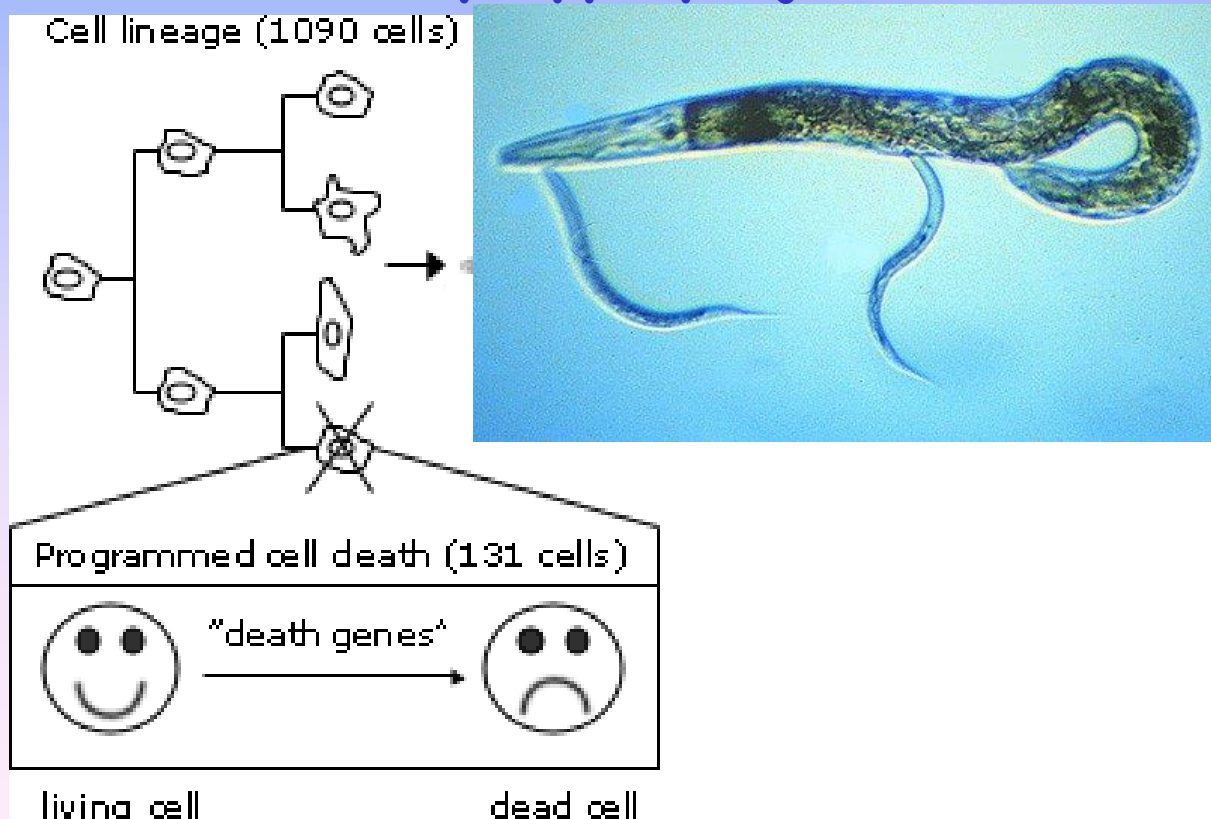 Cell lineage (1090 cells)
Programmed cell death (131 cells)
"death genes"
living cell
dead cell